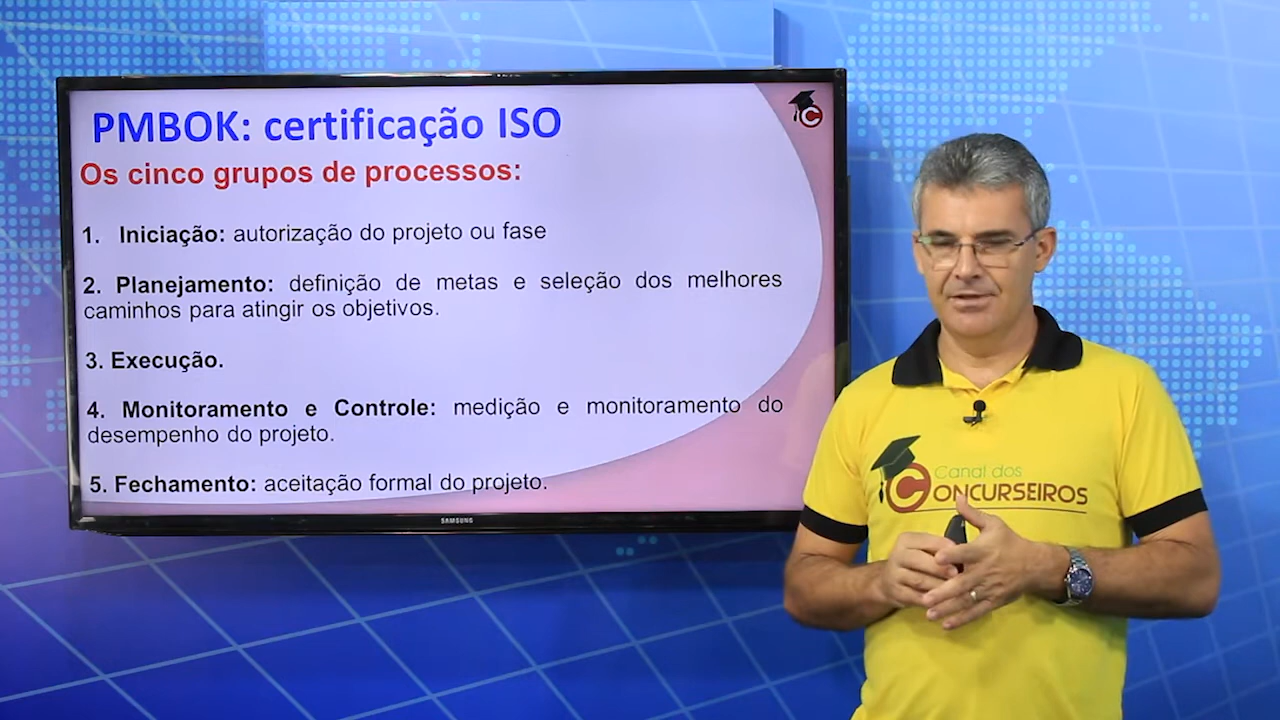 PMBOK: certificação ISO
Os cinco grupos de processos:
1. Iniciação: autorização do projeto ou fase
2. Planejamento: definição de metas e seleção dos melhores
caminhos para atingir os objetivos.
3. Execução.
4. Monitoramento e Controle: medição e monitoramento do
desempenho do projeto.
5. Fechamento: aceitação formal do projeto.
SAMSUNG
Canal dos
CONCURSEIROS